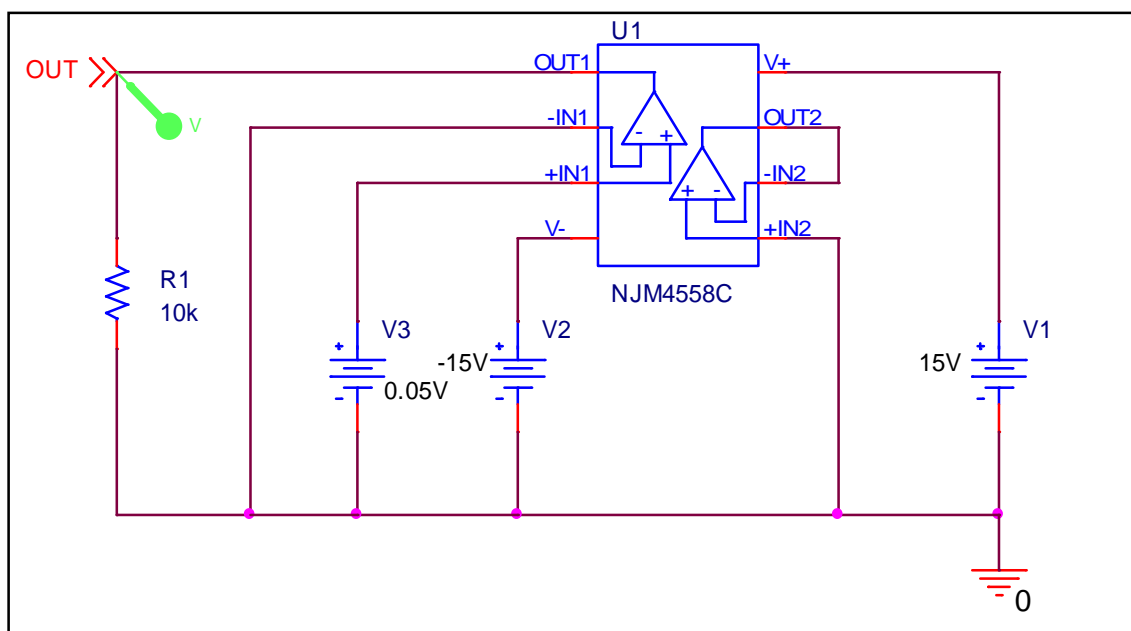 U1
OUT
OUT1
V+
V
-IN1
OUT2
- +
+IN1
-IN2
+ -
V-
+IN2
R1
10k
NJM4558C
V3
V2
V1
+
+
+
-15V
15V
0.05V
-
-
-
0